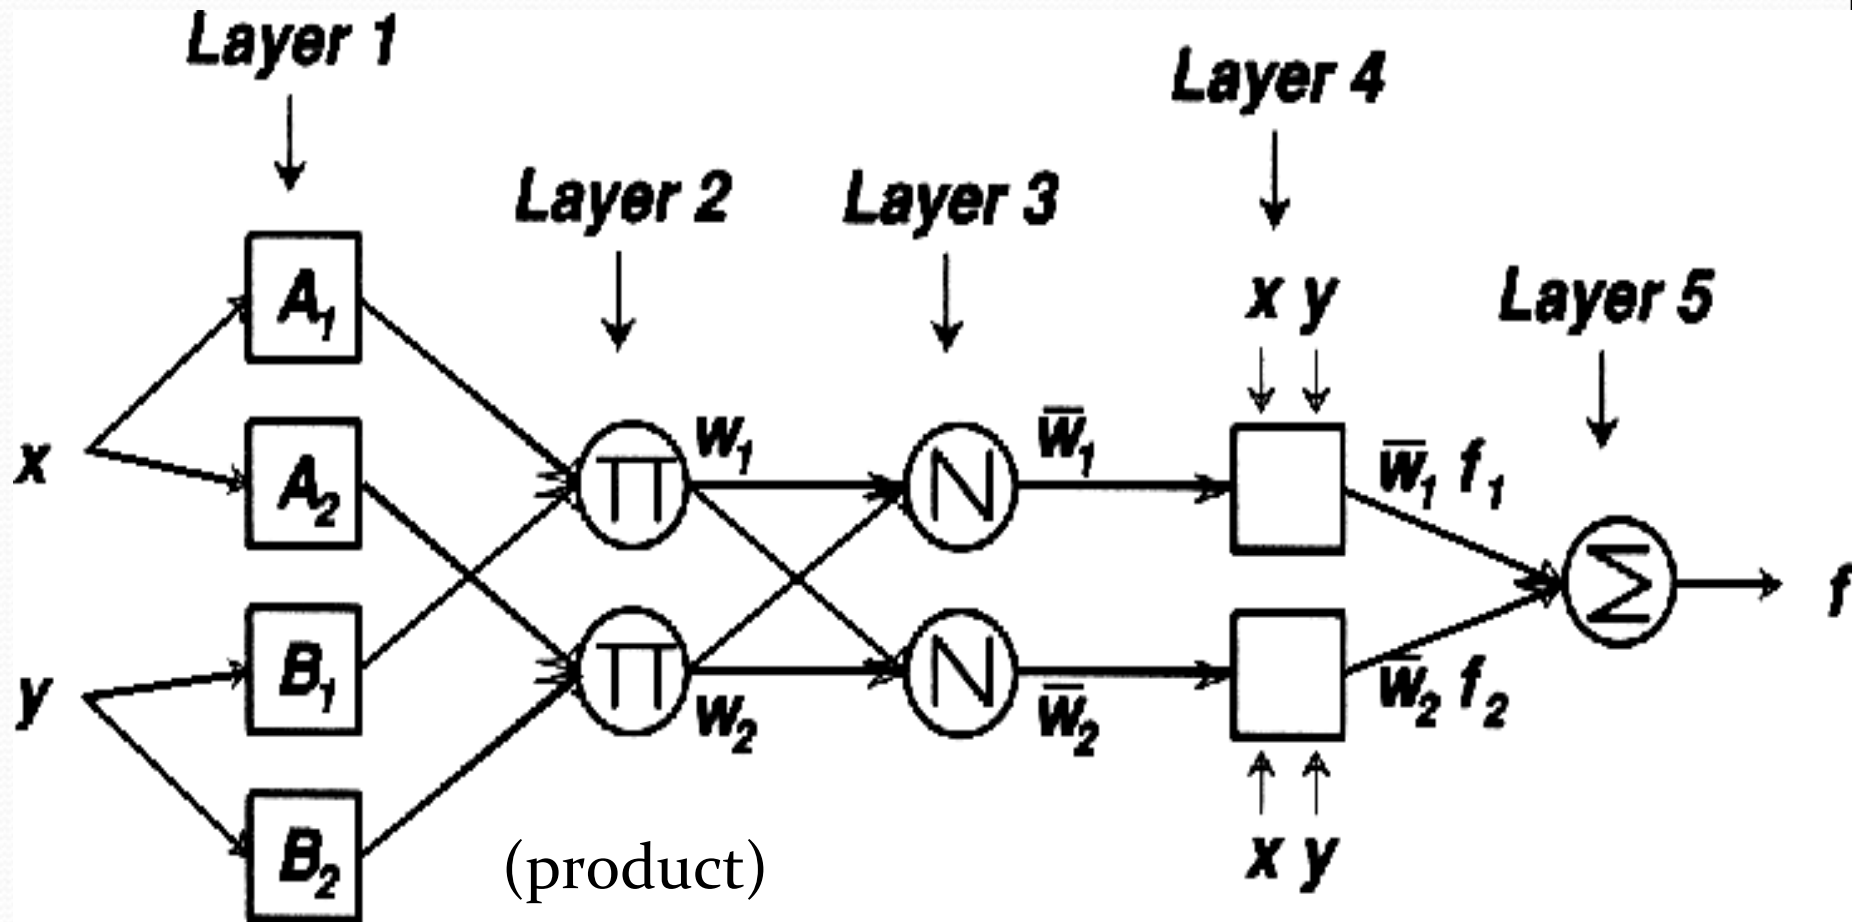 Layer 1
Layer 4
Layer 2
Layer 3
x y
Layer 5
A₁
x
A₂
Π
w₁
N
w̅₁
w̅₁ f₁
Σ
f
y
B₁
Π
w₂
N
w̅₂
w̅₂ f₂
B₂
(product)
x y